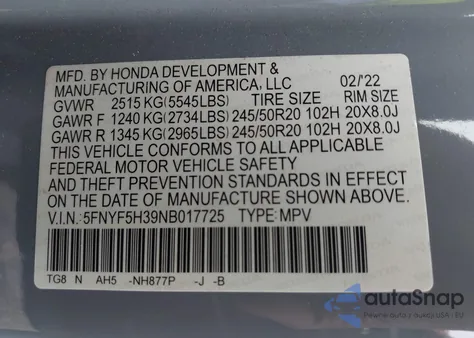 MFD. BY HONDA DEVELOPMENT &
MANUFACTURING OF AMERICA, LLC 02/'22
GVWR 2515 KG(5545LBS) TIRE SIZE RIM SIZE
GAWR F 1240 KG(2734LBS) 245/50R20 102H 20X8.0J
GAWR R 1345 KG(2965LBS) 245/50R20 102H 20X8.0J
THIS VEHICLE CONFORMS TO ALL APPLICABLE
FEDERAL MOTOR VEHICLE SAFETY
AND THEFT PREVENTION STANDARDS IN EFFECT
ON THE DATE OF MANUFACTURE SHOWN ABOVE.
V.I.N.: 5FNYF5H39NB017725 TYPE: MPV
TG8 N AH5 -NH877P -J -B
autoSnap